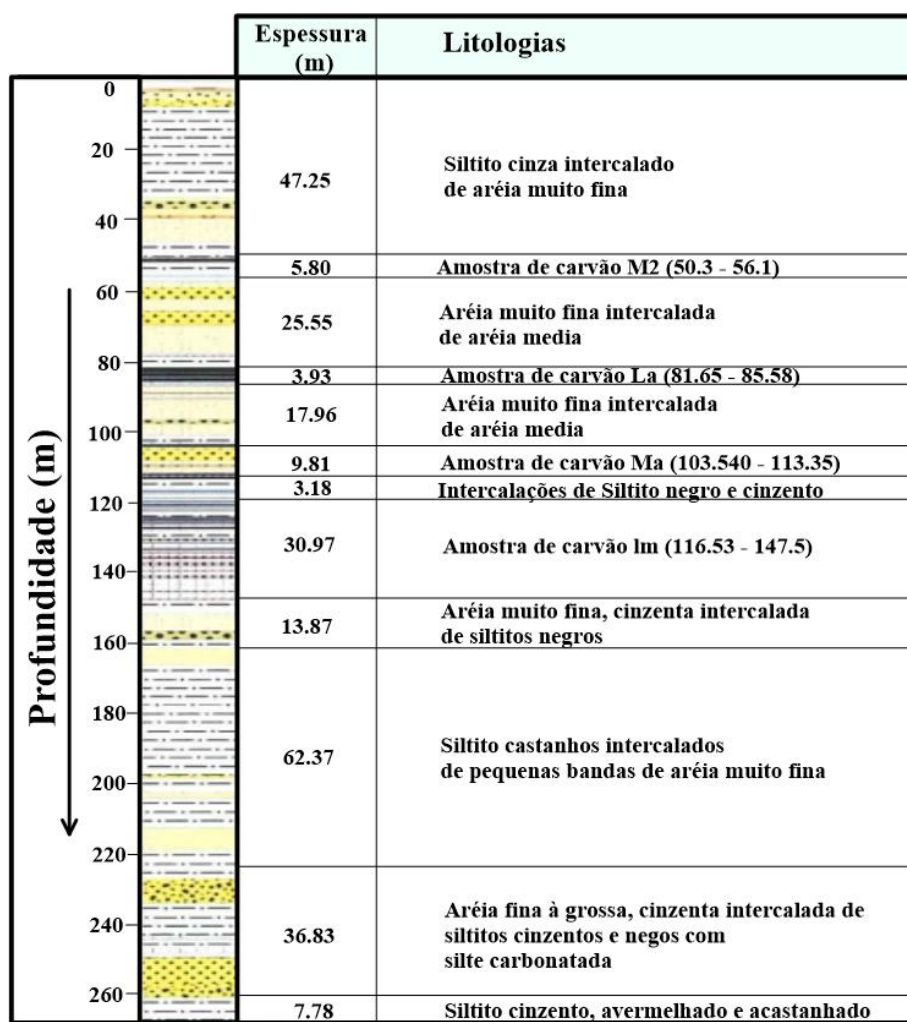 Espessura
(m)
Litologias
Profundidade (m)
0
20
40
60
80
100
120
140
160
180
200
220
240
260
47.25
Siltito cinza intercalado
de aréia muito fina
5.80
Amostra de carvão M2 (50.3 - 56.1)
25.55
Aréia muito fina intercalada
de aréia media
3.93
Amostra de carvão La (81.65 - 85.58)
17.96
Aréia muito fina intercalada
de aréia media
9.81
Amostra de carvão Ma (103.540 - 113.35)
3.18
Intercalações de Siltito negro e cinzento
30.97
Amostra de carvão lm (116.53 - 147.5)
13.87
Aréia muito fina, cinzenta intercalada
de siltitos negros
62.37
Siltito castanhos intercalados
de pequenas bandas de aréia muito fina
36.83
Aréia fina à grossa, cinzenta intercalada de
siltitos cinzentos e negos com
silte carbonatada
7.78
Siltito cinzento, avermelhado e acastanhado